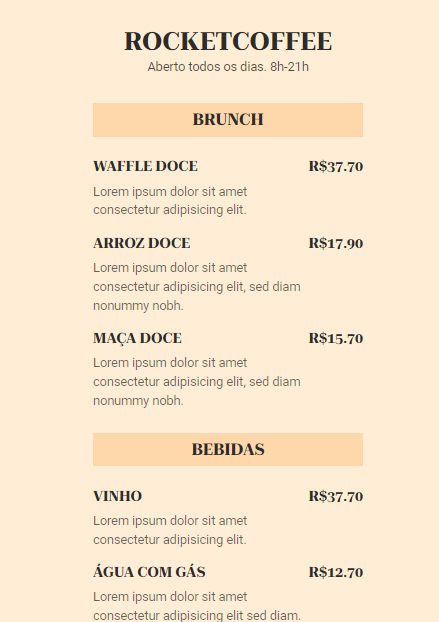 ROCKETCOFFEE
Aberto todos os dias. 8h-21h
BRUNCH
WAFFLE DOCE R$37.70
Lorem ipsum dolor sit amet
consectetur adipisicing elit.
ARROZ DOCE R$17.90
Lorem ipsum dolor sit amet
consectetur adipisicing elit, sed diam
nonummy nobh.
MAÇA DOCE R$15.70
Lorem ipsum dolor sit amet
consectetur adipisicing elit, sed diam
nonummy nobh.
BEBIDAS
VINHO R$37.70
Lorem ipsum dolor sit amet
consectetur adipisicing elit.
ÁGUA COM GÁS R$12.70
Lorem ipsum dolor sit amet
consectetur adipisicing elit sed diam.